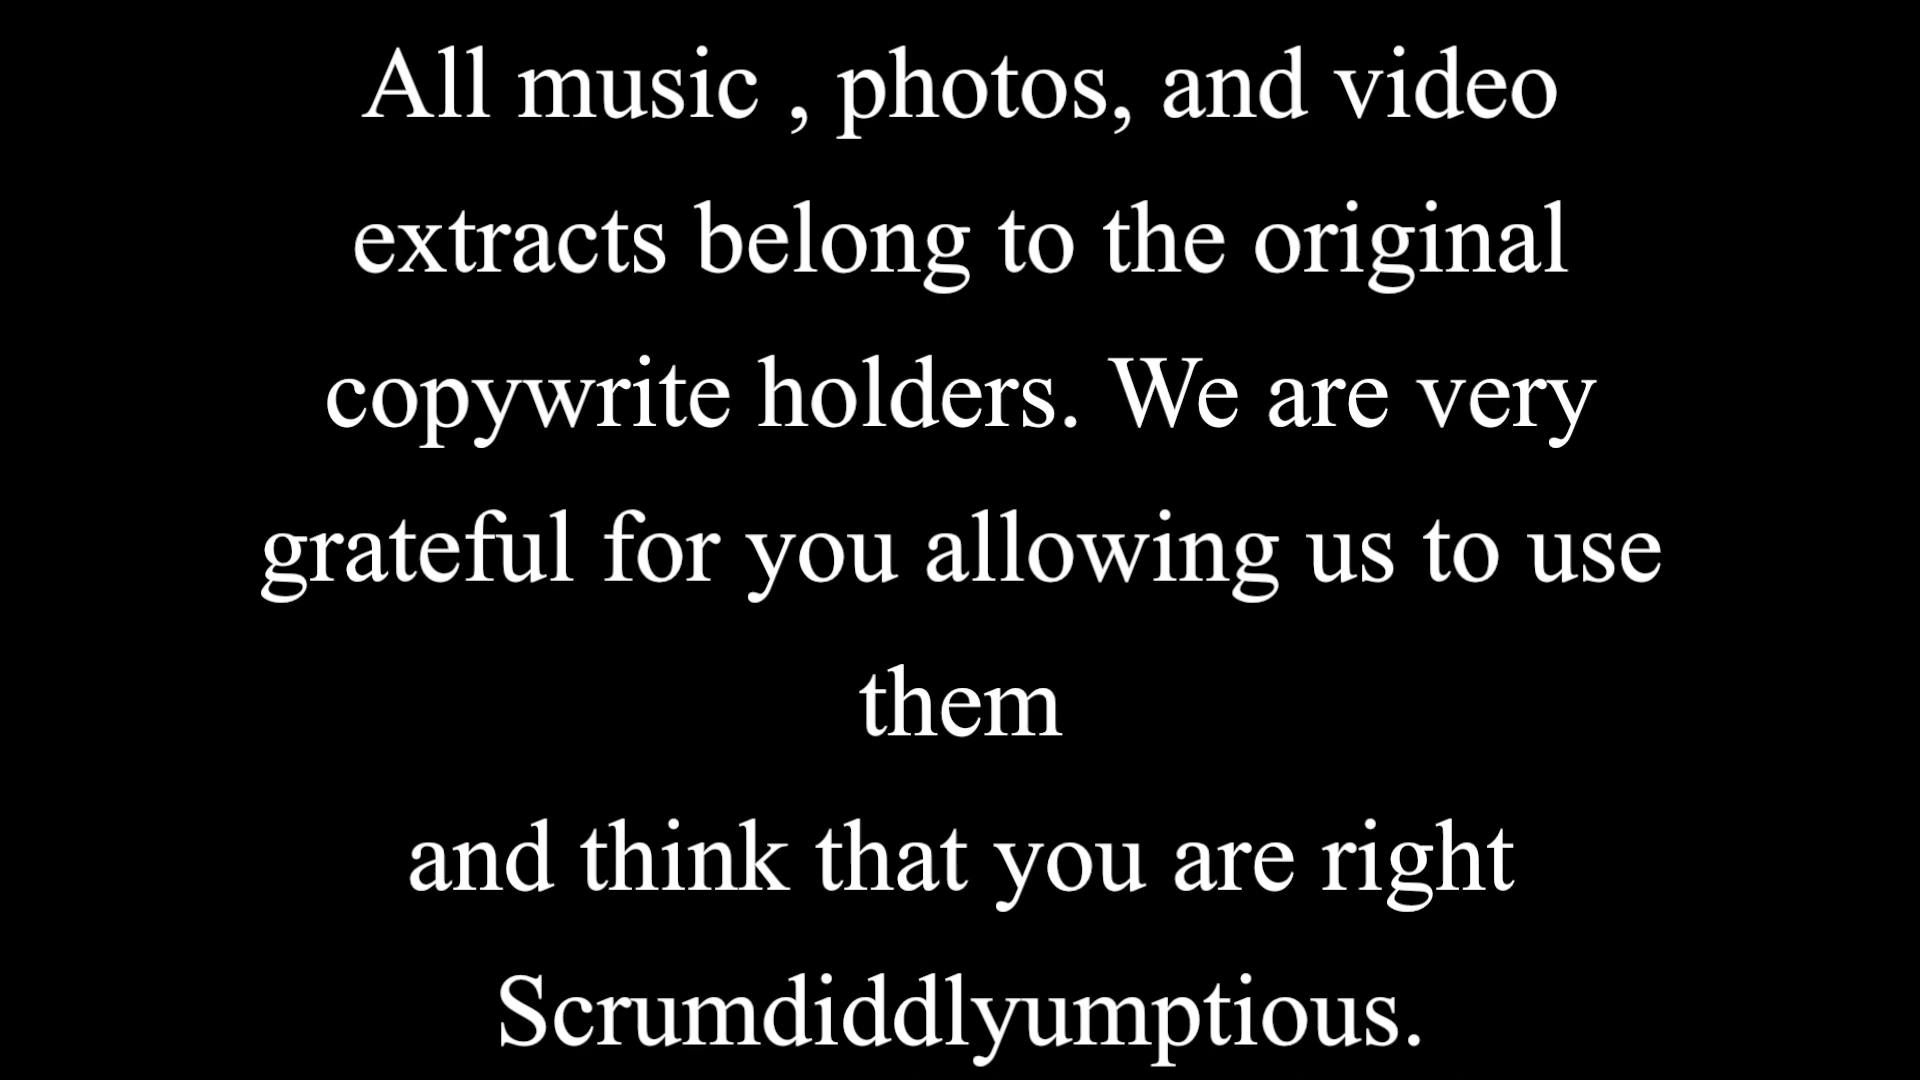 All music , photos, and video
extracts belong to the original
copywrite holders. We are very
grateful for you allowing us to use
them
and think that you are right
Scrumdiddlyumptious.